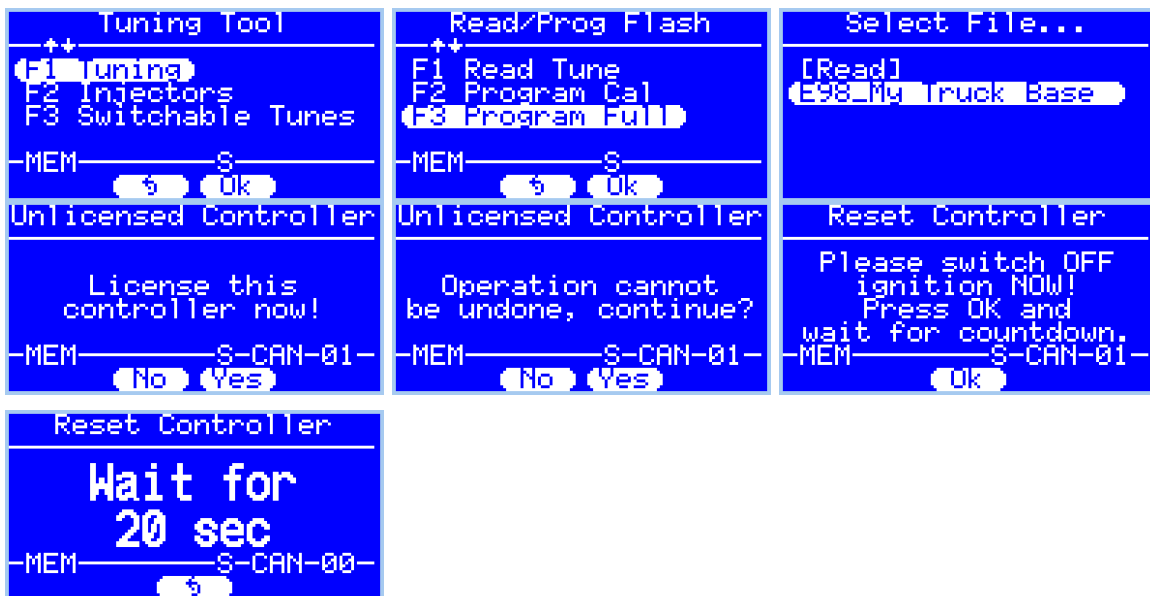 Tuning Tool
F1 Tuning
F2 Injectors
F3 Switchable Tunes
MEM S
Ok
Read/Prog Flash
F1 Read Tune
F2 Program Cal
F3 Program Full
MEM S
Ok
Select File...
[Read]
E98_My Truck Base
Unlicensed Controller
License this
controller now!
MEM S-CAN-01
No Yes
Unlicensed Controller
Operation cannot
be undone, continue?
MEM S-CAN-01
No Yes
Reset Controller
Please switch OFF
ignition NOW!
Press OK and
wait for countdown.
MEM S-CAN-01
Ok
Reset Controller
Wait for
20 sec
MEM S-CAN-00